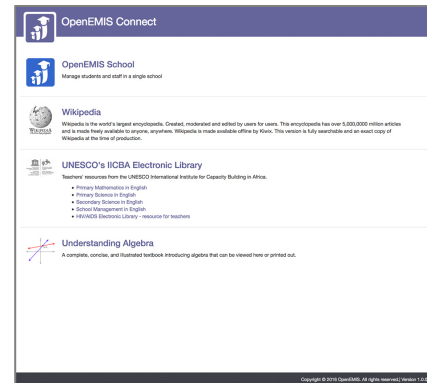 OpenEMIS Connect
OpenEMIS School
Manage students and staff in a single school
WIKIPEDIA
Wikipedia
Wikipedia is the world's largest encyclopedia. Created, moderated and edited by users for users. This encyclopedia has over 5,000,0000 million articles
and is made freely available to anyone, anywhere. Wikipedia is made available offline by Kiwix. This version is fully searchable and an exact copy of
Wikipedia at the time of production.
UNESCO's IICBA Electronic Library
Teachers' resources from the UNESCO International Institute for Capacity Building in Africa.
• Primary Mathematics in English
• Primary Science in English
• Secondary Science in English
• School Management in English
• HIV/AIDS Electronic Library - resource for teachers
Understanding Algebra
A complete, concise, and illustrated textbook introducing algebra that can be viewed here or printed out.
Copyright © 2016 OpenEMIS. All rights reserved.| Version 1.0.0